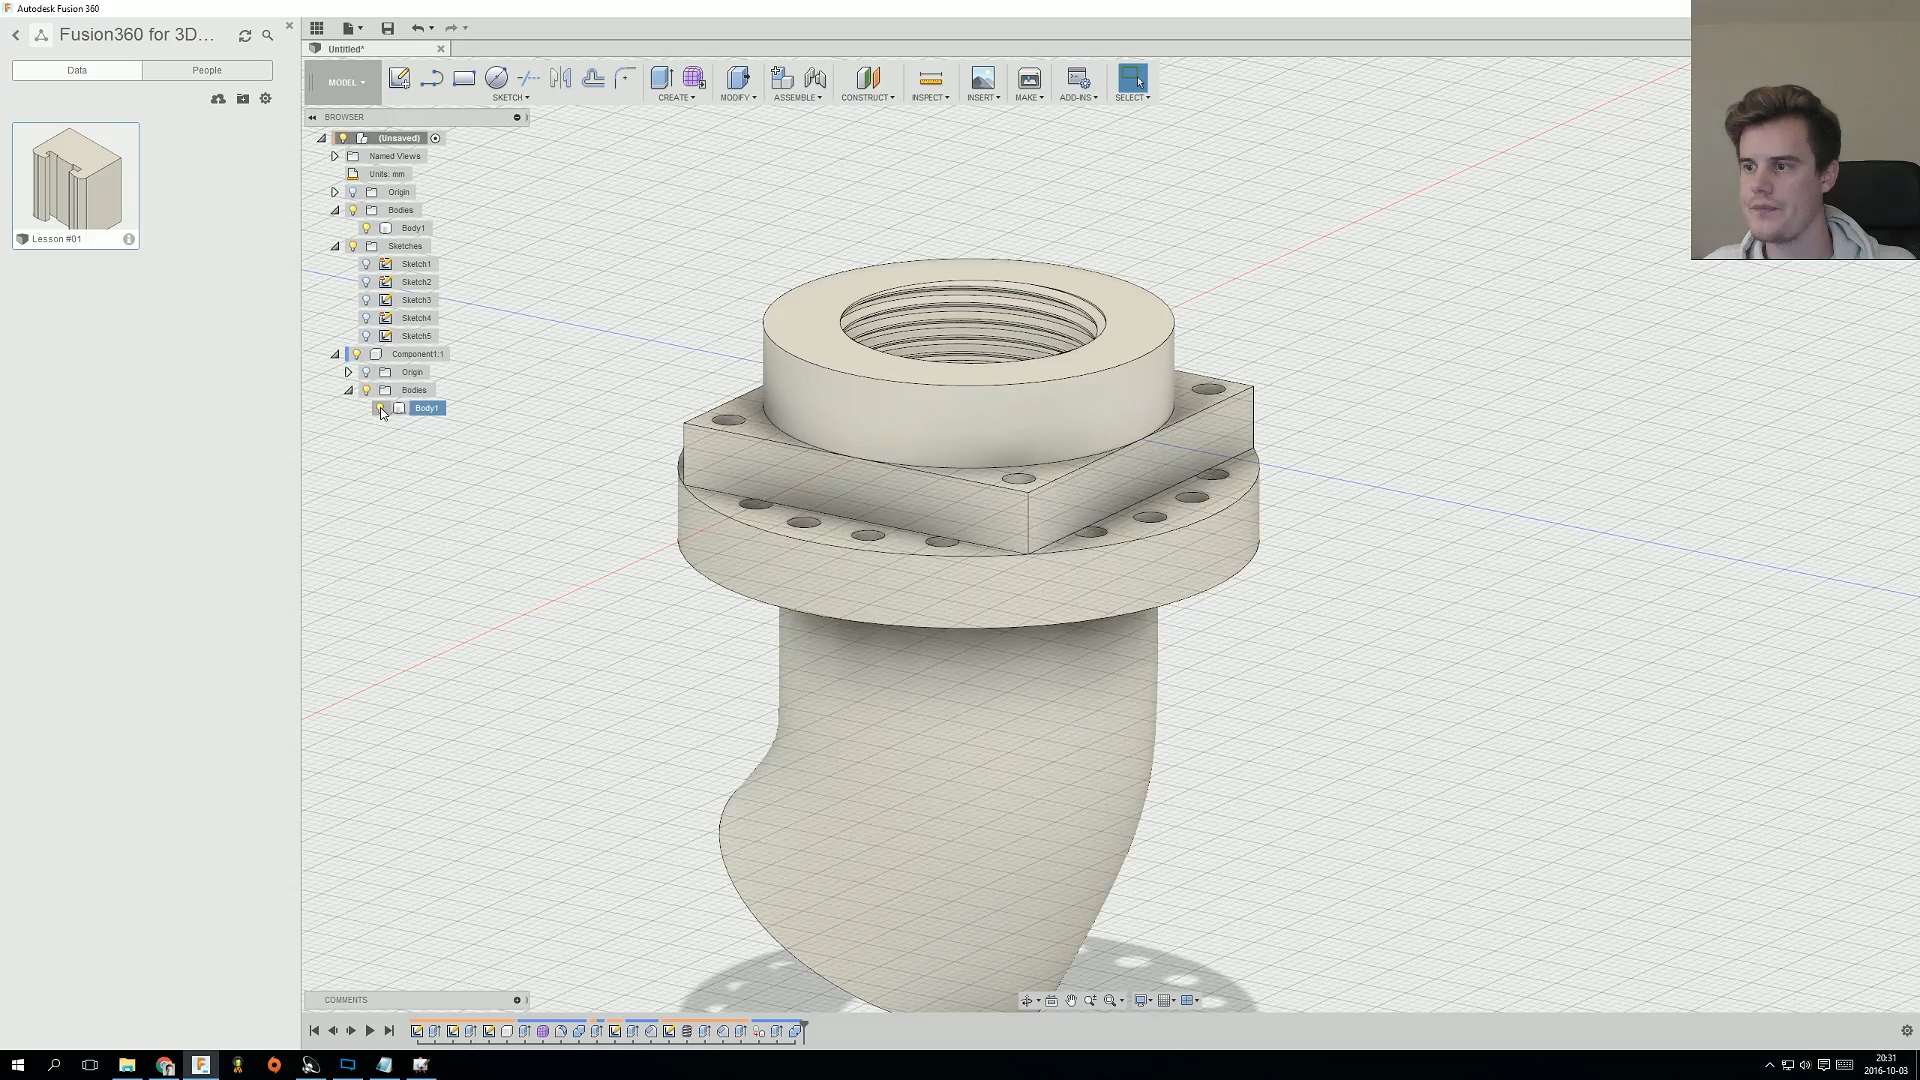 Autodesk Fusion 360
Fusion360 for 3D...
Data
People
Lesson #01
Untitled*
MODEL
SKETCH
CREATE
MODIFY
ASSEMBLE
CONSTRUCT
INSPECT
INSERT
MAKE
ADD-INS
SELECT
BROWSER
(Unsaved)
Named Views
Units: mm
Origin
Bodies
Body1
Sketches
Sketch1
Sketch2
Sketch3
Sketch4
Sketch5
Component1:1
Origin
Bodies
Body1
COMMENTS
20:31
2016-10-03